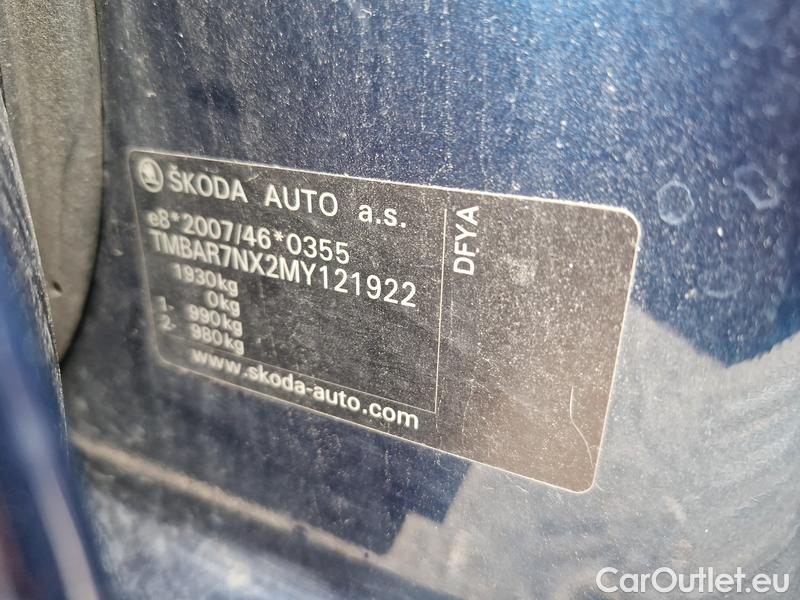 ŠKODA AUTO a.s.
e8*2007/46*0355
TMBAR7NX2MY121922
1930kg
0kg
1- 990kg
2- 980kg
www.skoda-auto.com
DFYA
CarOutlet.eu